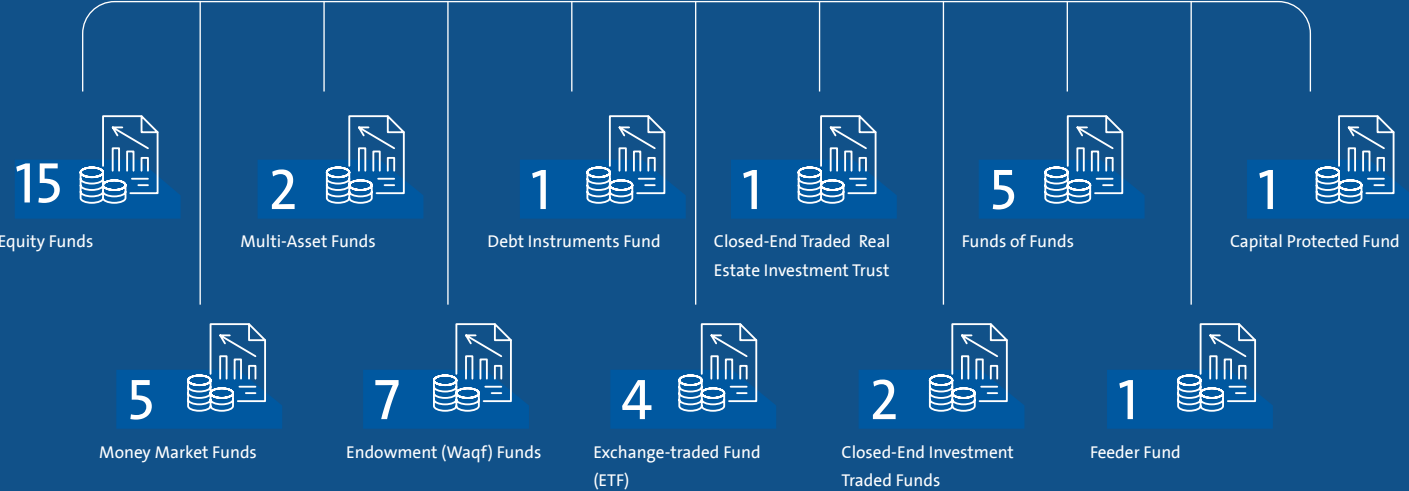 15
Equity Funds
2
Multi-Asset Funds
1
Debt Instruments Fund
1
Closed-End Traded Real
Estate Investment Trust
5
Funds of Funds
1
Capital Protected Fund
5
Money Market Funds
7
Endowment (Waqf) Funds
4
Exchange-traded Fund
(ETF)
2
Closed-End Investment
Traded Funds
1
Feeder Fund